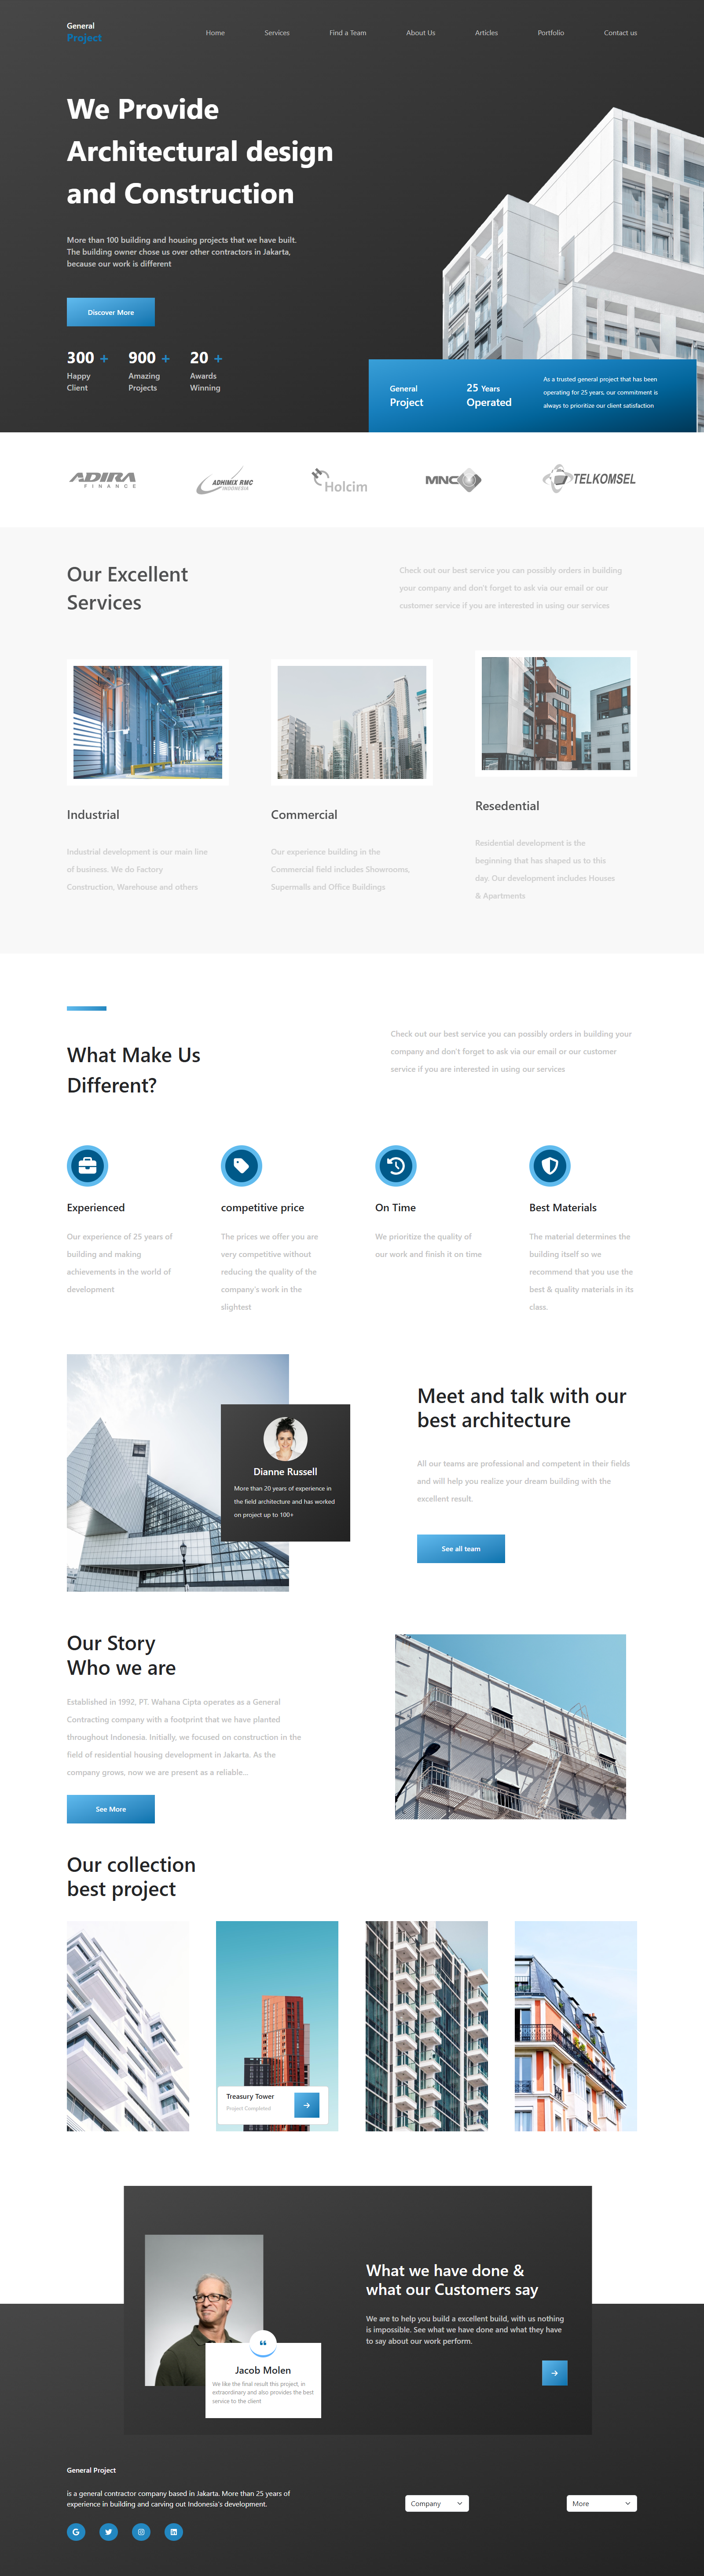 General
Project
Home
Services
Find a Team
About Us
Articles
Portfolio
Contact us
We Provide
Architectural design
and Construction
More than 100 building and housing projects that we have built.
The building owner chose us over other contractors in Jakarta,
because our work is different
Discover More
300 +
Happy
Client
900 +
Amazing
Projects
20 +
Awards
Winning
General
Project
25 Years
Operated
As a trusted general project that has been
operating for 25 years, our commitment is
always to prioritize our client satisfaction
ADIRA
FINANCE
ADHIMIX RMC
INDONESIA
Holcim
MNC
TELKOMSEL
Our Excellent
Services
Check out our best service you can possibly orders in building
your company and don't forget to ask via our email or our
customer service if you are interested in using our services
Industrial
Industrial development is our main line
of business. We do Factory
Construction, Warehouse and others
Commercial
Our experience building in the
Commercial field includes Showrooms,
Supermalls and Office Buildings
Resedential
Residential development is the
beginning that has shaped us to this
day. Our development includes Houses
& Apartments
What Make Us
Different?
Check out our best service you can possibly orders in building your
company and don't forget to ask via our email or our customer
service if you are interested in using our services
Experienced
Our experience of 25 years of
building and making
achievements in the world of
development
competitive price
The prices we offer you are
very competitive without
reducing the quality of the
company's work in the
slightest
On Time
We prioritize the quality of
our work and finish it on time
Best Materials
The material determines the
building itself so we
recommend that you use the
best & quality materials in its
class.
Dianne Russell
More than 20 years of experience in
the field architecture and has worked
on project up to 100+
Meet and talk with our
best architecture
All our teams are professional and competent in their fields
and will help you realize your dream building with the
excellent result.
See all team
Our Story
Who we are
Established in 1992, PT. Wahana Cipta operates as a General
Contracting company with a footprint that we have planted
throughout Indonesia. Initially, we focused on construction in the
field of residential housing development in Jakarta. As the
company grows, now we are present as a reliable...
See More
Our collection
best project
Treasury Tower
Project Completed
Jacob Molen
We like the final result this project, in
extraordinary and also provides the best
service to the client
What we have done &
what our Customers say
We are to help you build a excellent build, with us nothing
is impossible. See what we have done and what they have
to say about our work perform.
General Project
is a general contractor company based in Jakarta. More than 25 years of
experience in building and carving out Indonesia's development.
Company
More